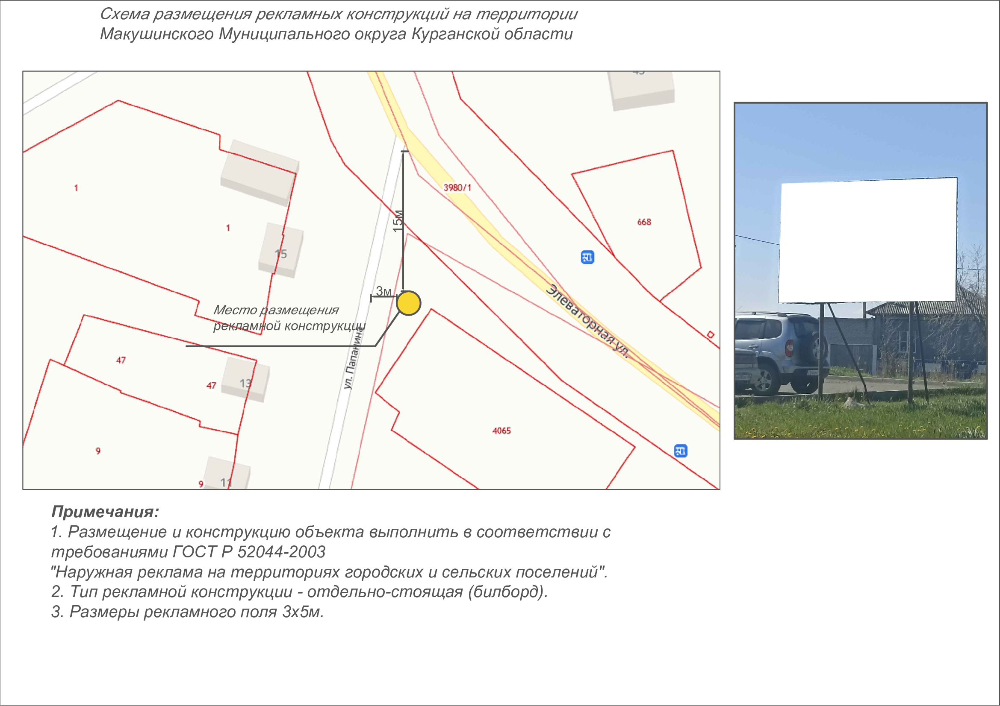 Схема размещения рекламных конструкций на территории
Макушинского Муниципального округа Курганской области
1
1
15
3980/1
668
15м
3м
Место размещения
рекламной конструкции
Элеваторная ул.
ул. Папанина
47
47
13
4065
9
9
11
Примечания:
1. Размещение и конструкцию объекта выполнить в соответствии с
требованиями ГОСТ Р 52044-2003
"Наружная реклама на территориях городских и сельских поселений".
2. Тип рекламной конструкции - отдельно-стоящая (билборд).
3. Размеры рекламного поля 3х5м.